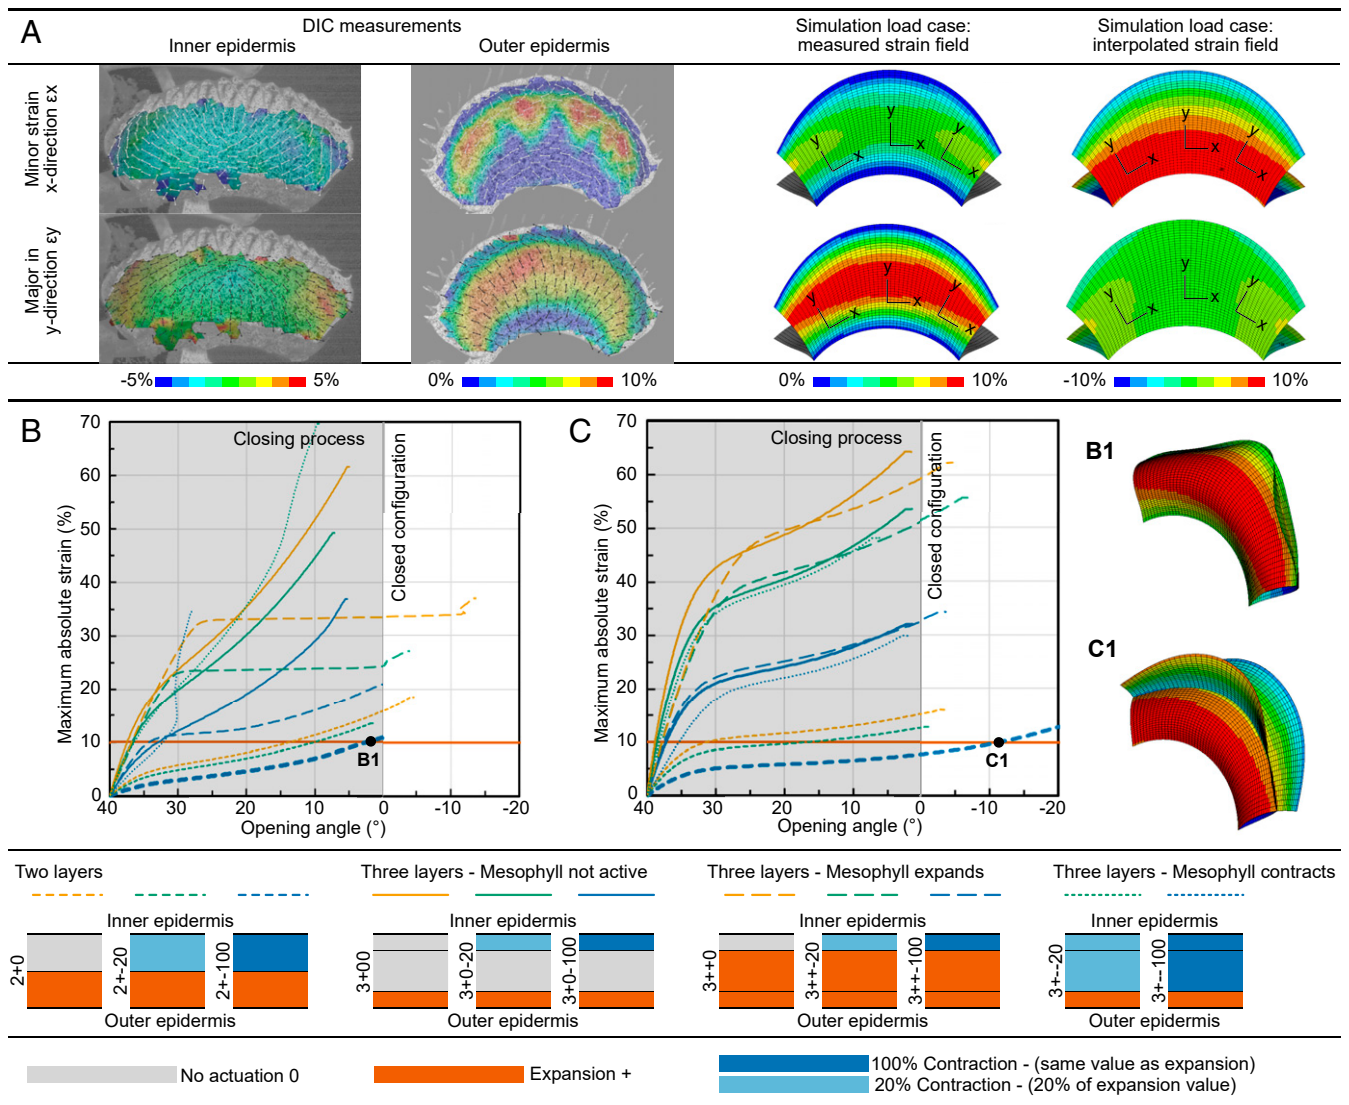 A
DIC measurements
Inner epidermis
Outer epidermis
Simulation load case:
measured strain field
Simulation load case:
interpolated strain field
Minor strain
x-direction εx
y
x
y
x
y
x
y
x
y
x
y
x
Major in
y-direction εy
y
x
y
x
y
x
y
x
y
x
y
x
-5%
5%
0%
10%
0%
10%
-10%
10%
B
Maximum absolute strain (%)
70
60
50
40
30
20
10
0
40
30
20
10
0
-10
-20
Opening angle (°)
Closing process
Closed configuration
B1
C
Maximum absolute strain (%)
70
60
50
40
30
20
10
0
40
30
20
10
0
-10
-20
Opening angle (°)
Closing process
Closed configuration
C1
B1
C1
Two layers
Inner epidermis
2+0
2+-20
2+-100
Outer epidermis
Three layers - Mesophyll not active
Inner epidermis
3+00
3+0-20
3+0-100
Outer epidermis
Three layers - Mesophyll expands
Inner epidermis
3++0
3++-20
3++-100
Outer epidermis
Three layers - Mesophyll contracts
Inner epidermis
3+--20
3+--100
Outer epidermis
No actuation 0
Expansion +
100% Contraction - (same value as expansion)
20% Contraction - (20% of expansion value)